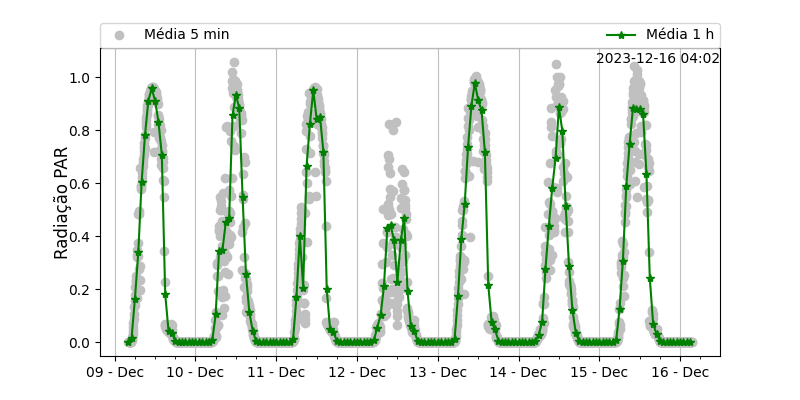 Média 5 min
Média 1 h
2023-12-16 04:02
Radiação PAR
1.0
0.8
0.6
0.4
0.2
0.0
09 - Dec
10 - Dec
11 - Dec
12 - Dec
13 - Dec
14 - Dec
15 - Dec
16 - Dec